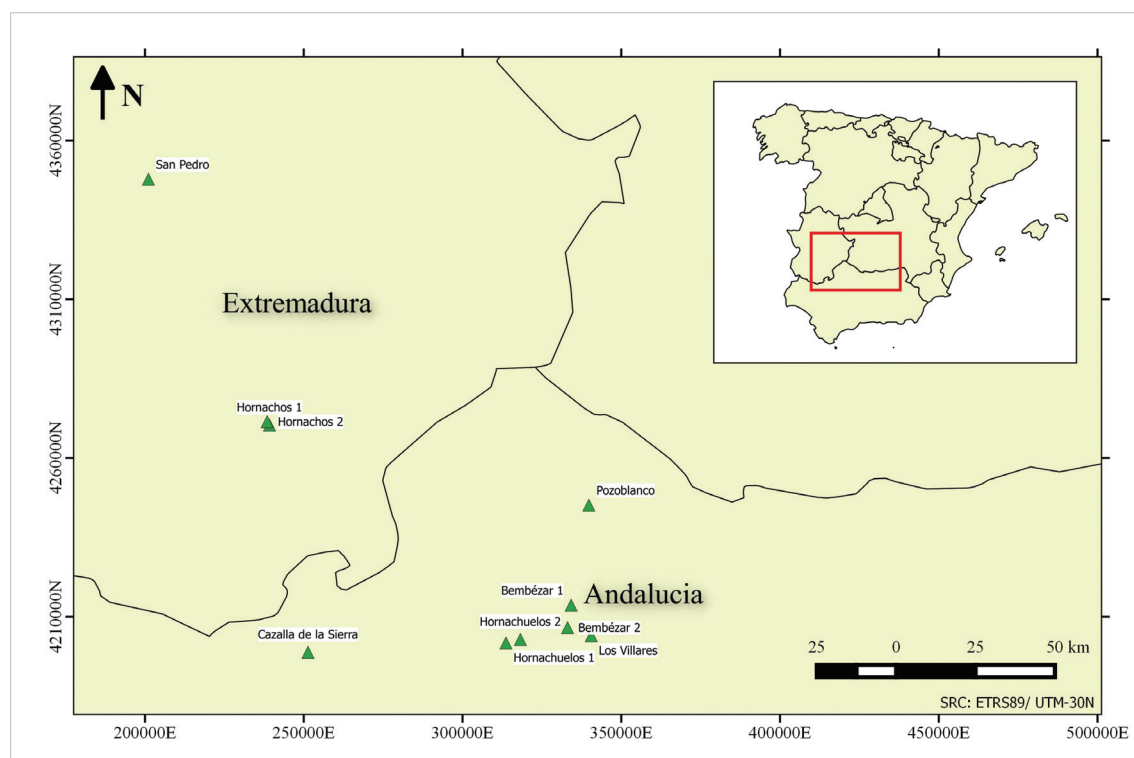 N
4360000N
San Pedro
Extremadura
4310000N
Hornachos 1
Hornachos 2
4260000N
Pozoblanco
Bembézar 1
Andalucia
4210000N
Hornachuelos 2
Bembézar 2
Cazalla de la Sierra
Los Villares
Hornachuelos 1
25 0 25 50 km
SRC: ETRS89/ UTM-30N
200000E 250000E 300000E 350000E 400000E 450000E 500000E